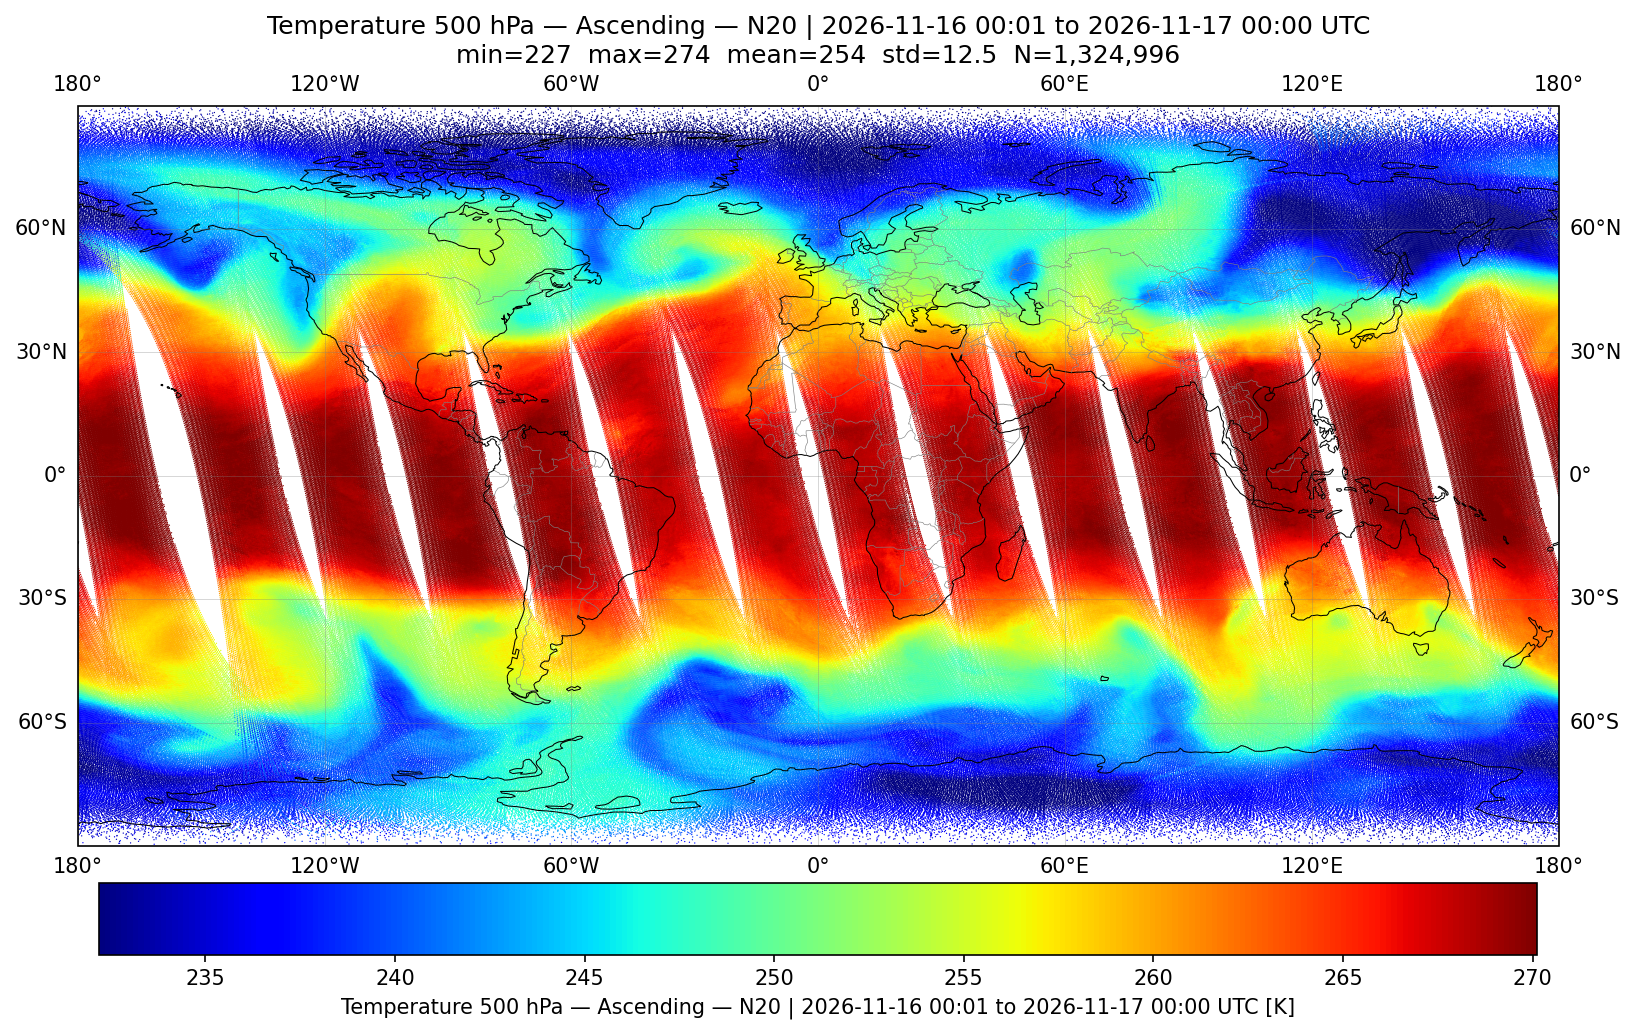 Temperature 500 hPa — Ascending — N20 | 2026-11-16 00:01 to 2026-11-17 00:00 UTC
min=227  max=274  mean=254  std=12.5  N=1,324,996
180° 120°W 60°W 0° 60°E 120°E 180°
60°N 60°N
30°N 30°N
0° 0°
30°S 30°S
60°S 60°S
180° 120°W 60°W 0° 60°E 120°E 180°
235 240 245 250 255 260 265 270
Temperature 500 hPa — Ascending — N20 | 2026-11-16 00:01 to 2026-11-17 00:00 UTC [K]